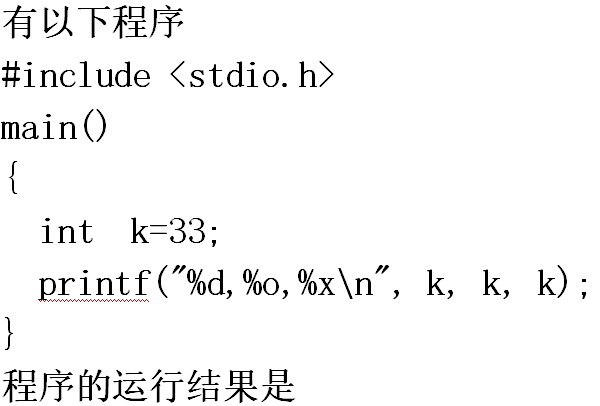 有以下程序
#include <stdio.h>
main()
{
int k=33;
printf("%d,%o,%x\n", k, k, k);
}
程序的运行结果是